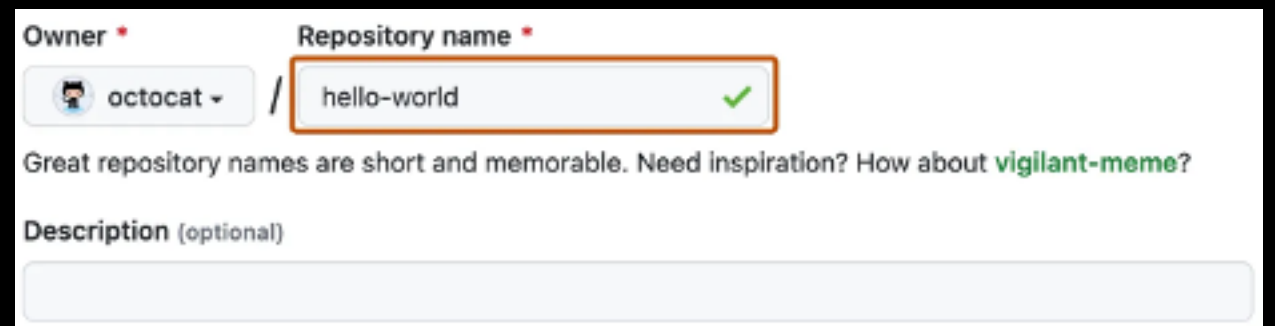 Owner * Repository name *
octocat / hello-world
Great repository names are short and memorable. Need inspiration? How about vigilant-meme?
Description (optional)